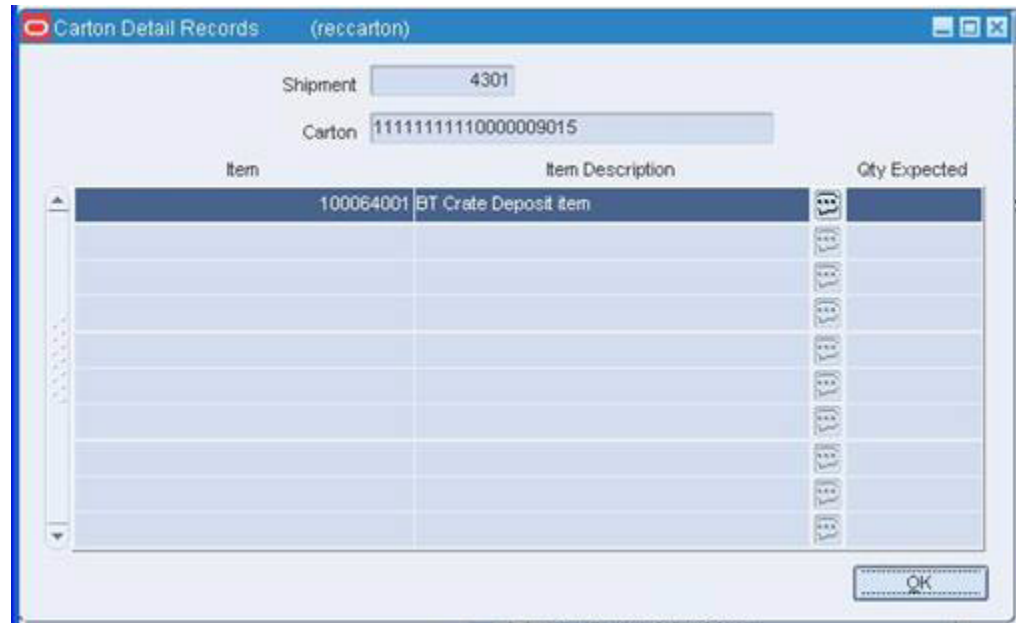 Carton Detail Records (reccarton)
Shipment 4301
Carton 11111111110000009015
Item Item Description Qty Expected
100064001 BT Crate Deposit item
OK